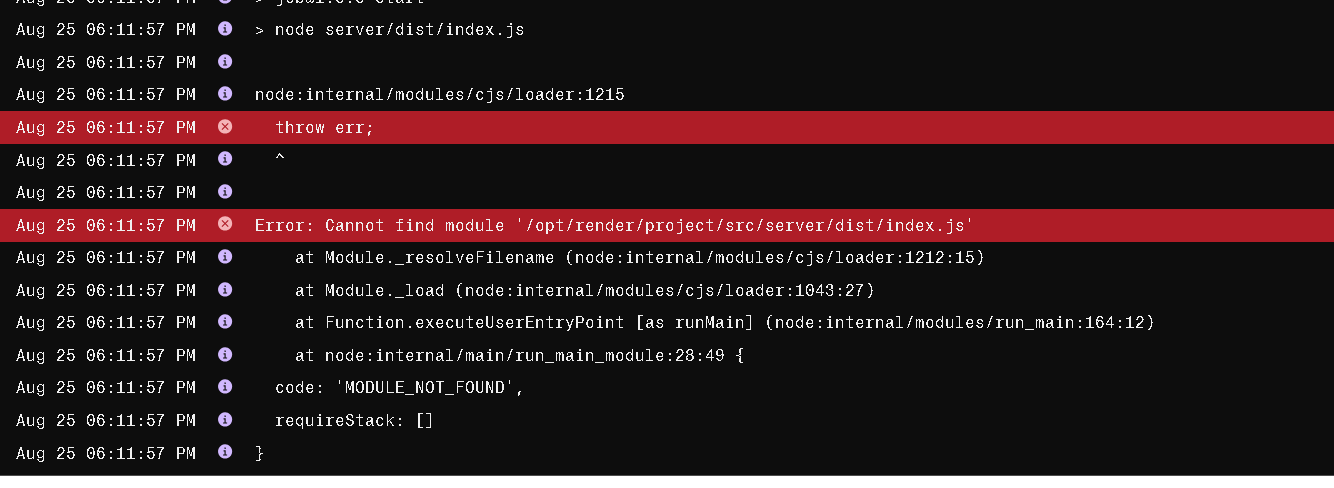 Aug 25 06:11:57 PM > node server/dist/index.js
Aug 25 06:11:57 PM
Aug 25 06:11:57 PM node:internal/modules/cjs/loader:1215
Aug 25 06:11:57 PM throw err;
Aug 25 06:11:57 PM ^
Aug 25 06:11:57 PM
Aug 25 06:11:57 PM Error: Cannot find module '/opt/render/project/src/server/dist/index.js'
Aug 25 06:11:57 PM at Module._resolveFilename (node:internal/modules/cjs/loader:1212:15)
Aug 25 06:11:57 PM at Module._load (node:internal/modules/cjs/loader:1043:27)
Aug 25 06:11:57 PM at Function.executeUserEntryPoint [as runMain] (node:internal/modules/run_main:164:12)
Aug 25 06:11:57 PM at node:internal/main/run_main_module:28:49 {
Aug 25 06:11:57 PM code: 'MODULE_NOT_FOUND',
Aug 25 06:11:57 PM requireStack: []
Aug 25 06:11:57 PM }